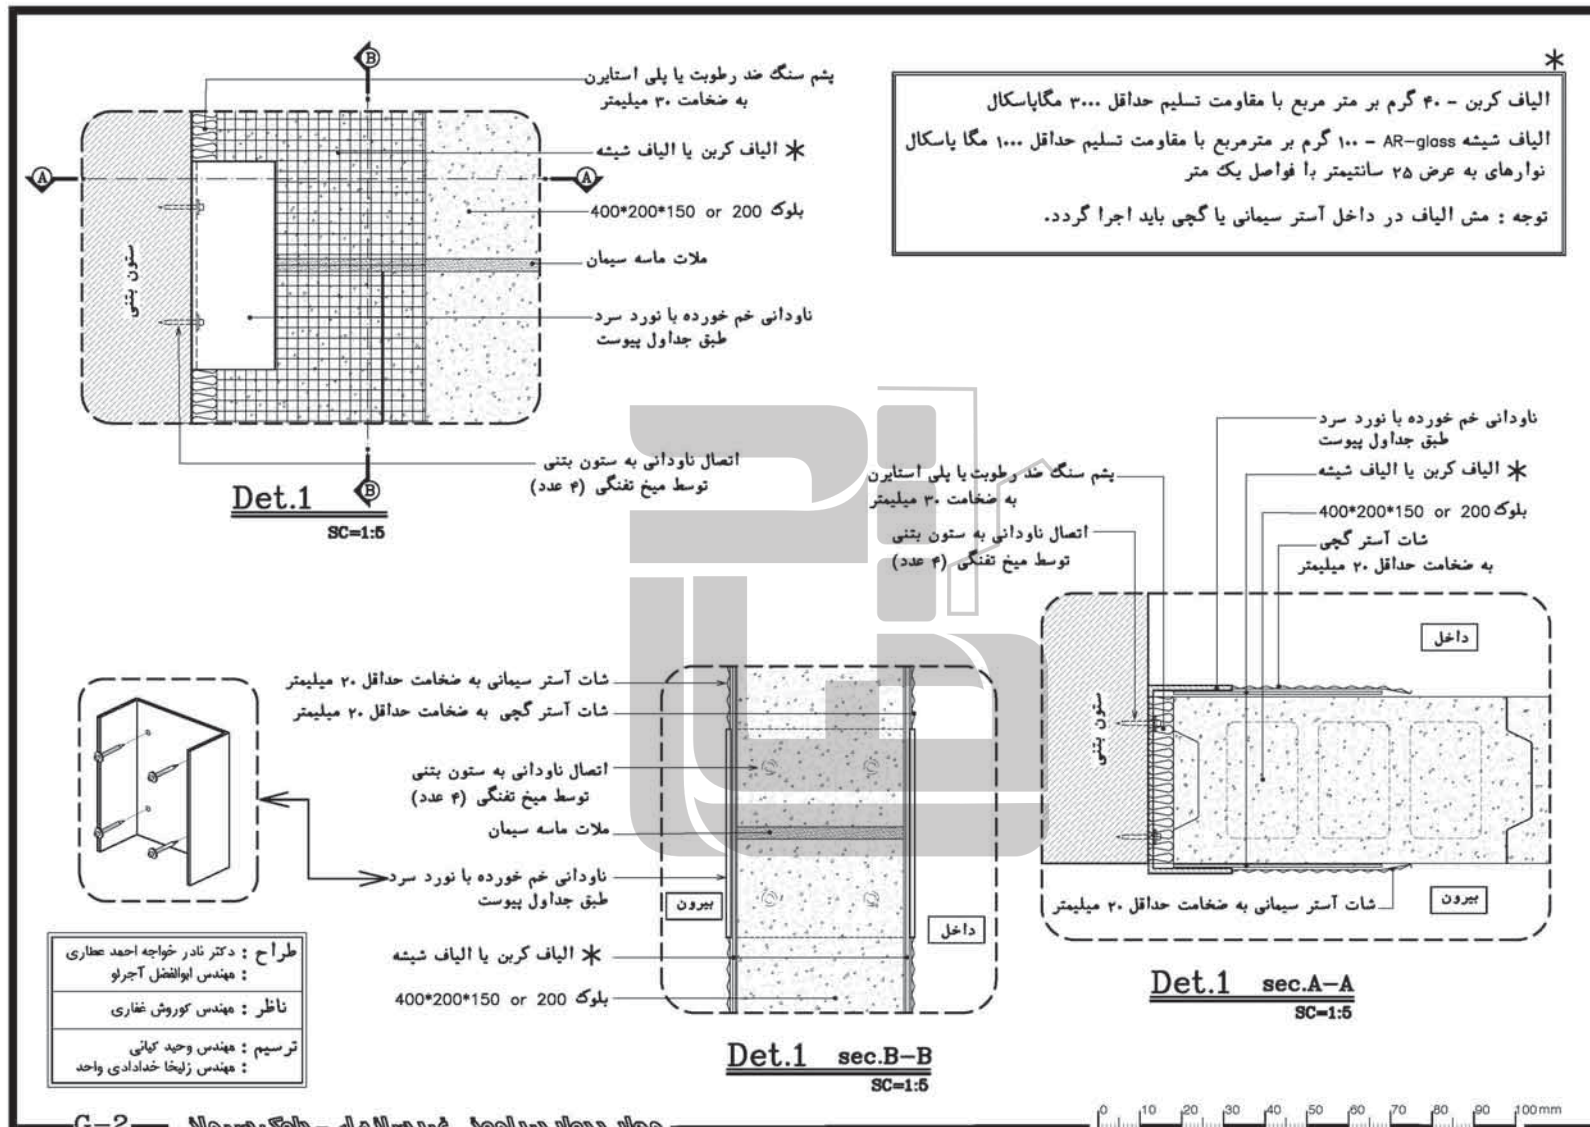 B
پشم سنگ ضد رطوبت یا پلی استایرن
به ضخامت ۳۰ میلیمتر
* الیاف کربن یا الیاف شیشه
A
A
بلوک 400*200*150 or 200
ستون بتنی
ملات ماسه سیمان
ناودانی خم خورده با نورد سرد
طبق جداول پیوست
اتصال ناودانی به ستون بتنی
توسط میخ تفنگی (۴ عدد)
B
Det.1
SC=1:5
*
الیاف کربن - ۴۰ گرم بر متر مربع با مقاومت تسلیم حداقل ۳۰۰۰ مگاپاسکال
الیاف شیشه AR-glass - ۱۰۰ گرم بر مترمربع با مقاومت تسلیم حداقل ۱۰۰۰ مگا پاسکال
نوارهای به عرض ۲۵ سانتیمتر با فواصل یک متر
توجه : مش الیاف در داخل آستر سیمانی یا گچی باید اجرا گردد.
ناودانی خم خورده با نورد سرد
طبق جداول پیوست
پشم سنگ ضد رطوبت یا پلی استایرن
به ضخامت ۳۰ میلیمتر
* الیاف کربن یا الیاف شیشه
بلوک 400*200*150 or 200
اتصال ناودانی به ستون بتنی
توسط میخ تفنگی (۴ عدد)
شات آستر گچی
به ضخامت حداقل ۲۰ میلیمتر
داخل
ستون بتنی
شات آستر سیمانی به ضخامت حداقل ۲۰ میلیمتر
بیرون
Det.1 sec.A-A
SC=1:5
شات آستر سیمانی به ضخامت حداقل ۲۰ میلیمتر
شات آستر گچی به ضخامت حداقل ۲۰ میلیمتر
اتصال ناودانی به ستون بتنی
توسط میخ تفنگی (۴ عدد)
ملات ماسه سیمان
ناودانی خم خورده با نورد سرد
طبق جداول پیوست
بیرون
داخل
* الیاف کربن یا الیاف شیشه
بلوک 400*200*150 or 200
Det.1 sec.B-B
SC=1:5
طراح : دکتر نادر خواجه احمد عطاری
: مهندس ابوالفضل آجرلو
ناظر : مهندس کوروش غفاری
ترسیم : مهندس وحید کیانی
: مهندس زلیخا خدادادی واحد
G-2
0 10 20 30 40 50 60 70 80 90 100mm